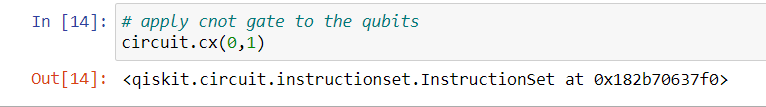 In [14]: # apply cnot gate to the qubits
circuit.cx(0,1)
Out[14]: <qiskit.circuit.instructionset.InstructionSet at 0x182b70637f0>